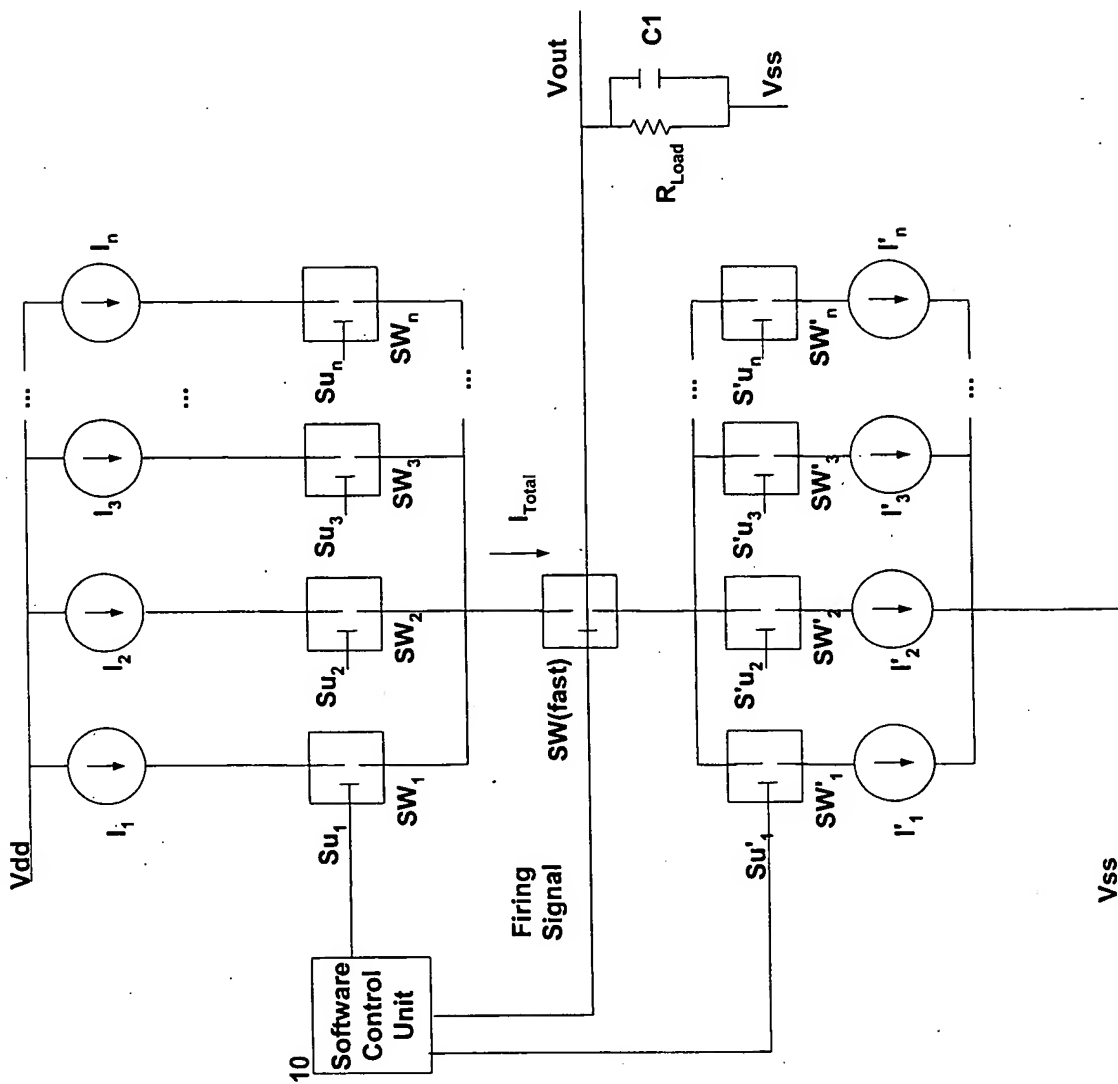 Vdd
I1
I2
I3
...
In
...
Su1
SW1
Su2
SW2
Su3
SW3
Sun
SWn
...
10
Software
Control
Unit
Firing
Signal
SW(fast)
ITotal
Vout
RLoad
C1
Vss
Su'1
SW'1
S'u2
SW'2
S'u3
SW'3
...
S'un
SW'n
I'1
I'2
I'3
...
I'n
Vss